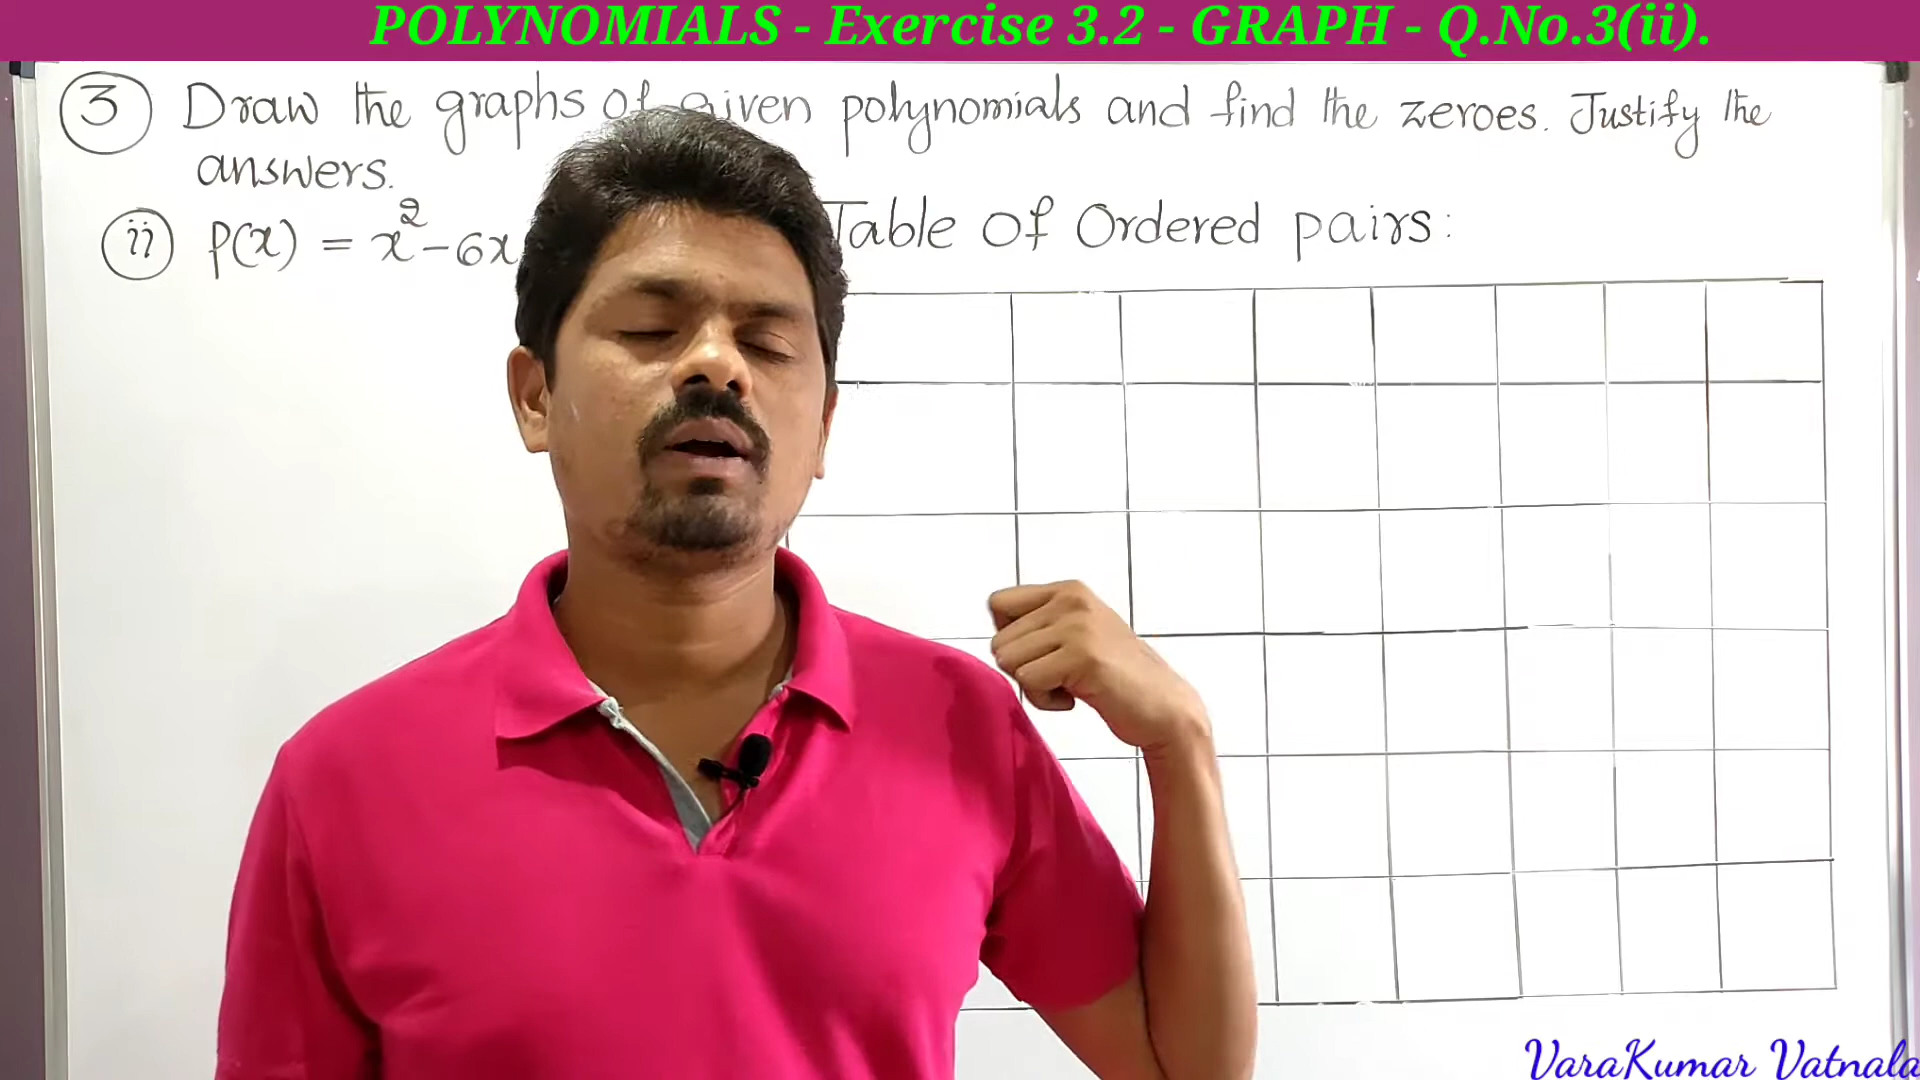 POLYNOMIALS - Exercise 3.2 - GRAPH - Q.No.3(ii).
3 Draw the graphs of given polynomials and find the zeroes. Justify the
answers.
ii p(x) = x² - 6x
Table Of Ordered pairs:
VaraKumar Vatnala